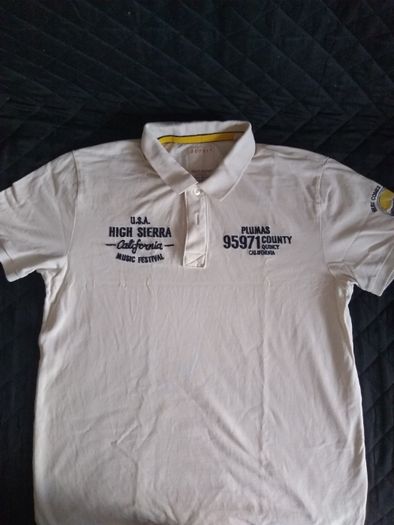 U.S.A.
HIGH SIERRA
California
MUSIC FESTIVAL
PLUMAS
95971 COUNTY
QUINCY
CALIFORNIA